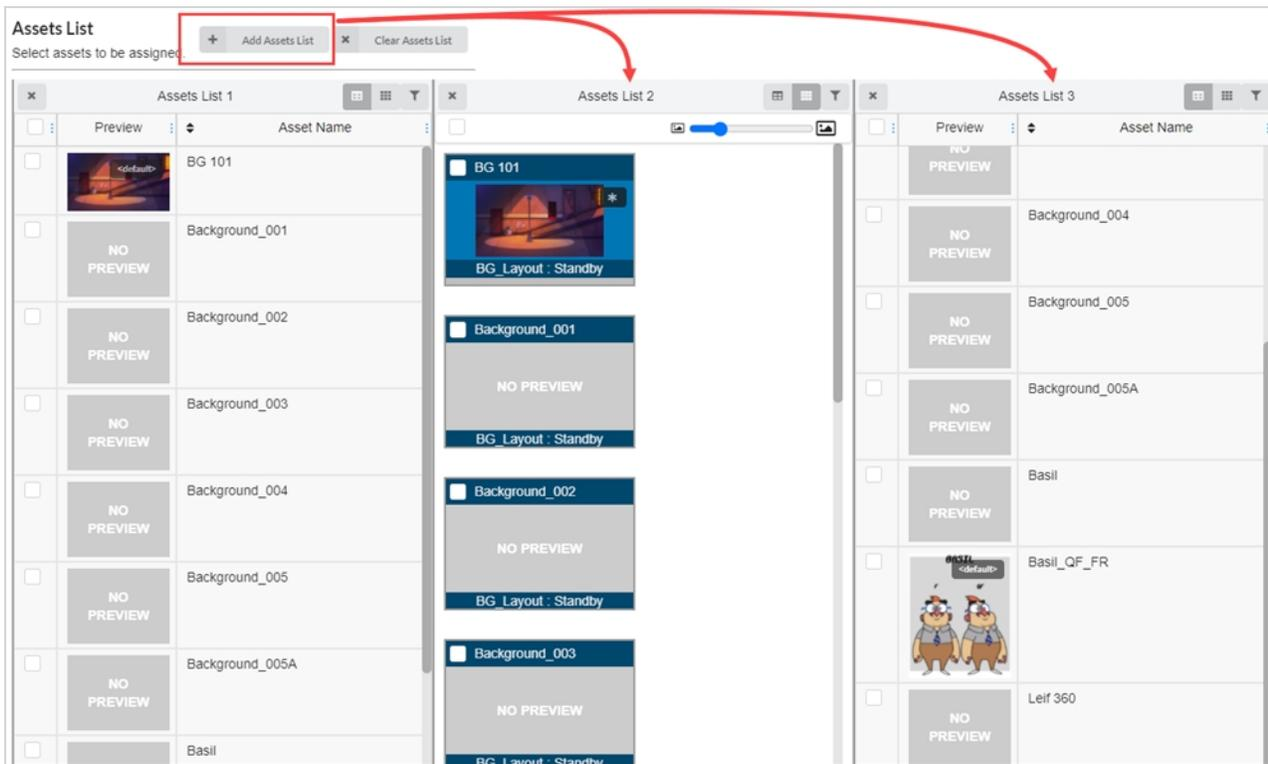 Assets List
Select assets to be assigned.
Add Assets List
Clear Assets List
Assets List 1
Preview
Asset Name
<default>
BG 101
NO PREVIEW
Background_001
NO PREVIEW
Background_002
NO PREVIEW
Background_003
NO PREVIEW
Background_004
NO PREVIEW
Background_005
NO PREVIEW
Background_005A
Basil
Assets List 2
BG 101
BG_Layout : Standby
Background_001
NO PREVIEW
BG_Layout : Standby
Background_002
NO PREVIEW
BG_Layout : Standby
Background_003
NO PREVIEW
BG_Layout : Standby
Assets List 3
Preview
Asset Name
NO PREVIEW
NO PREVIEW
Background_004
NO PREVIEW
Background_005
NO PREVIEW
Background_005A
NO PREVIEW
Basil
BASIL
<default>
Basil_QF_FR
NO PREVIEW
Leif 360